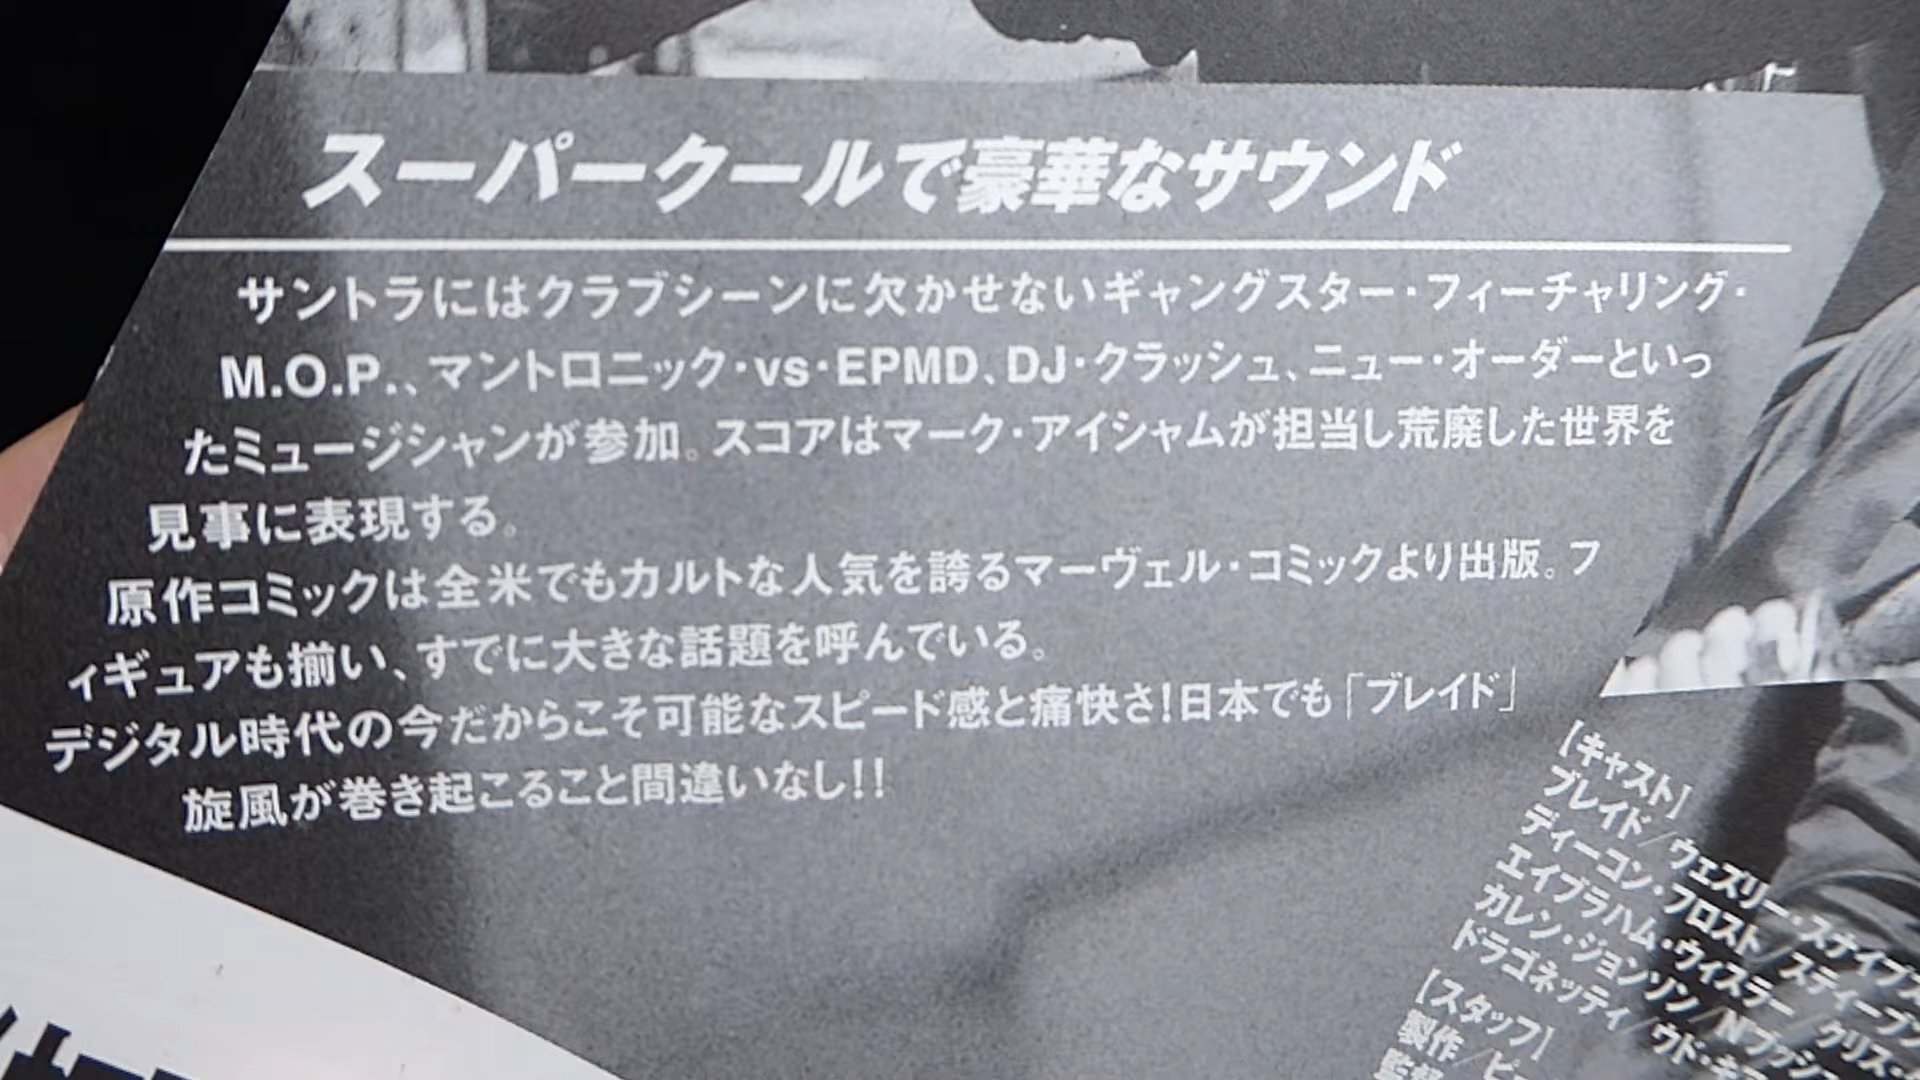 スーパークールで豪華なサウンド
サントラにはクラブシーンに欠かせないギャングスター・フィーチャリング・
M.O.P.、マントロニック・vs・EPMD、DJ・クラッシュ、ニュー・オーダーといっ
たミュージシャンが参加。スコアはマーク・アイシャムが担当し荒廃した世界を
見事に表現する。
原作コミックは全米でもカルトな人気を誇るマーヴェル・コミックより出版。フ
ィギュアも揃い、すでに大きな話題を呼んでいる。
デジタル時代の今だからこそ可能なスピード感と痛快さ!日本でも「ブレイド」
旋風が巻き起こること間違いなし!!
【キャスト】
ブレイド/ウェズリー・スナイプス
ディーコン・フロスト/スティーブン
エイブラハム・ウィスラー/クリス・
カレン・ジョンソン/N'ブッシ
ドラゴネッティ/ウド・キア
【スタッフ】
製作/ピー